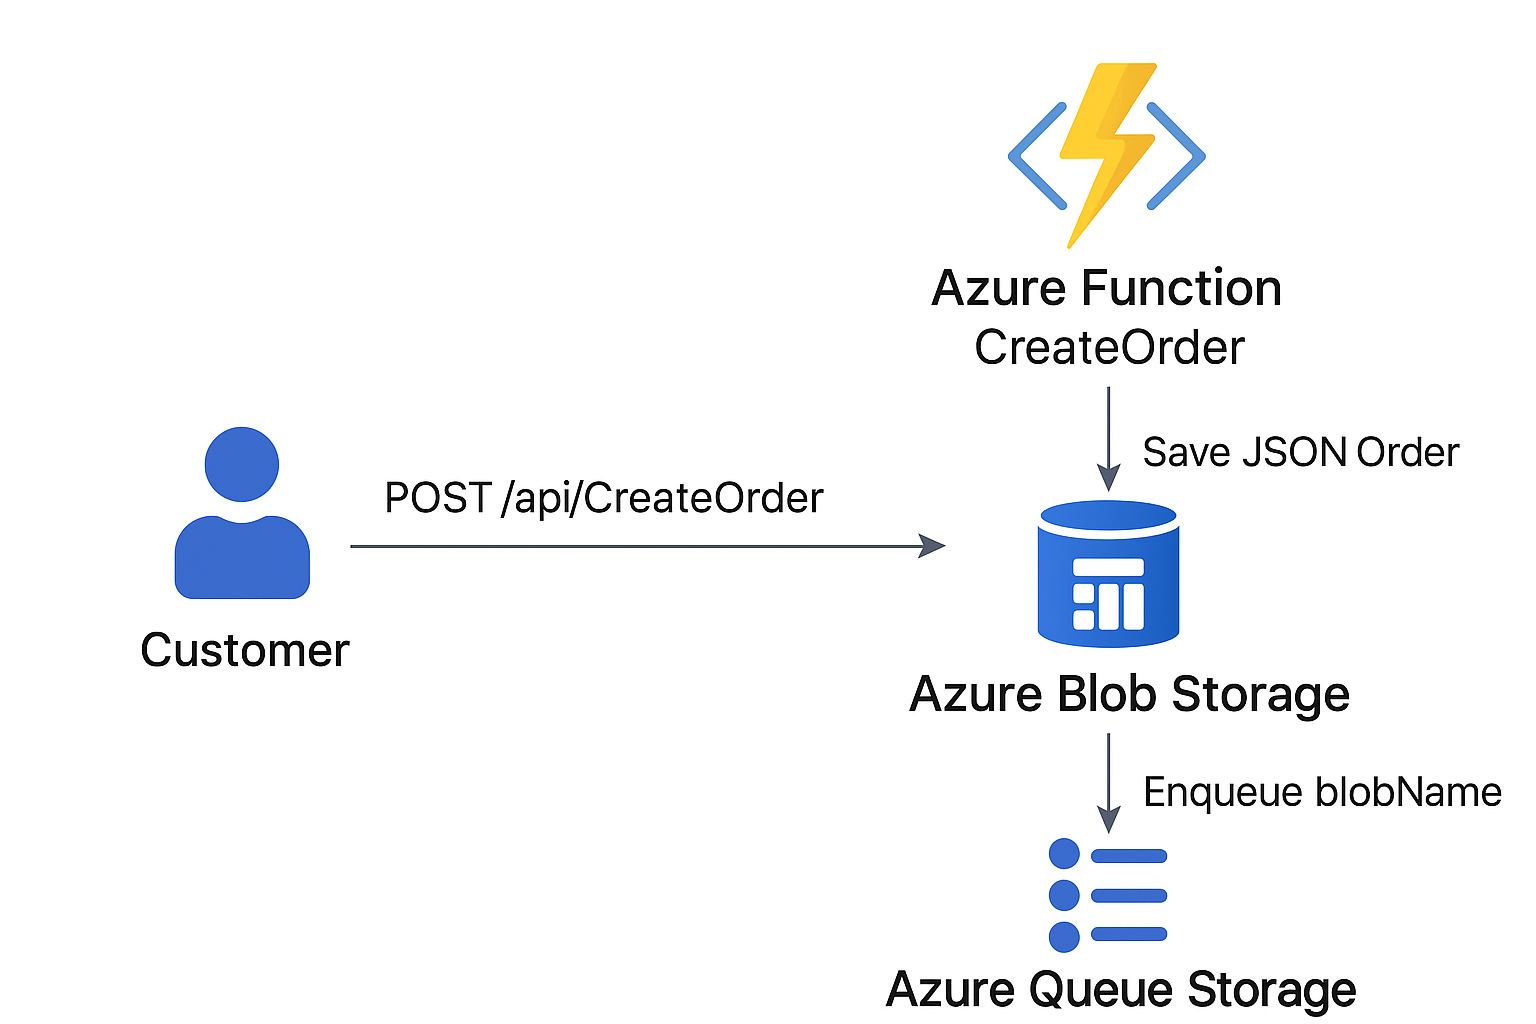 Azure Function
CreateOrder
Save JSON Order
POST /api/CreateOrder
Customer
Azure Blob Storage
Enqueue blobName
Azure Queue Storage